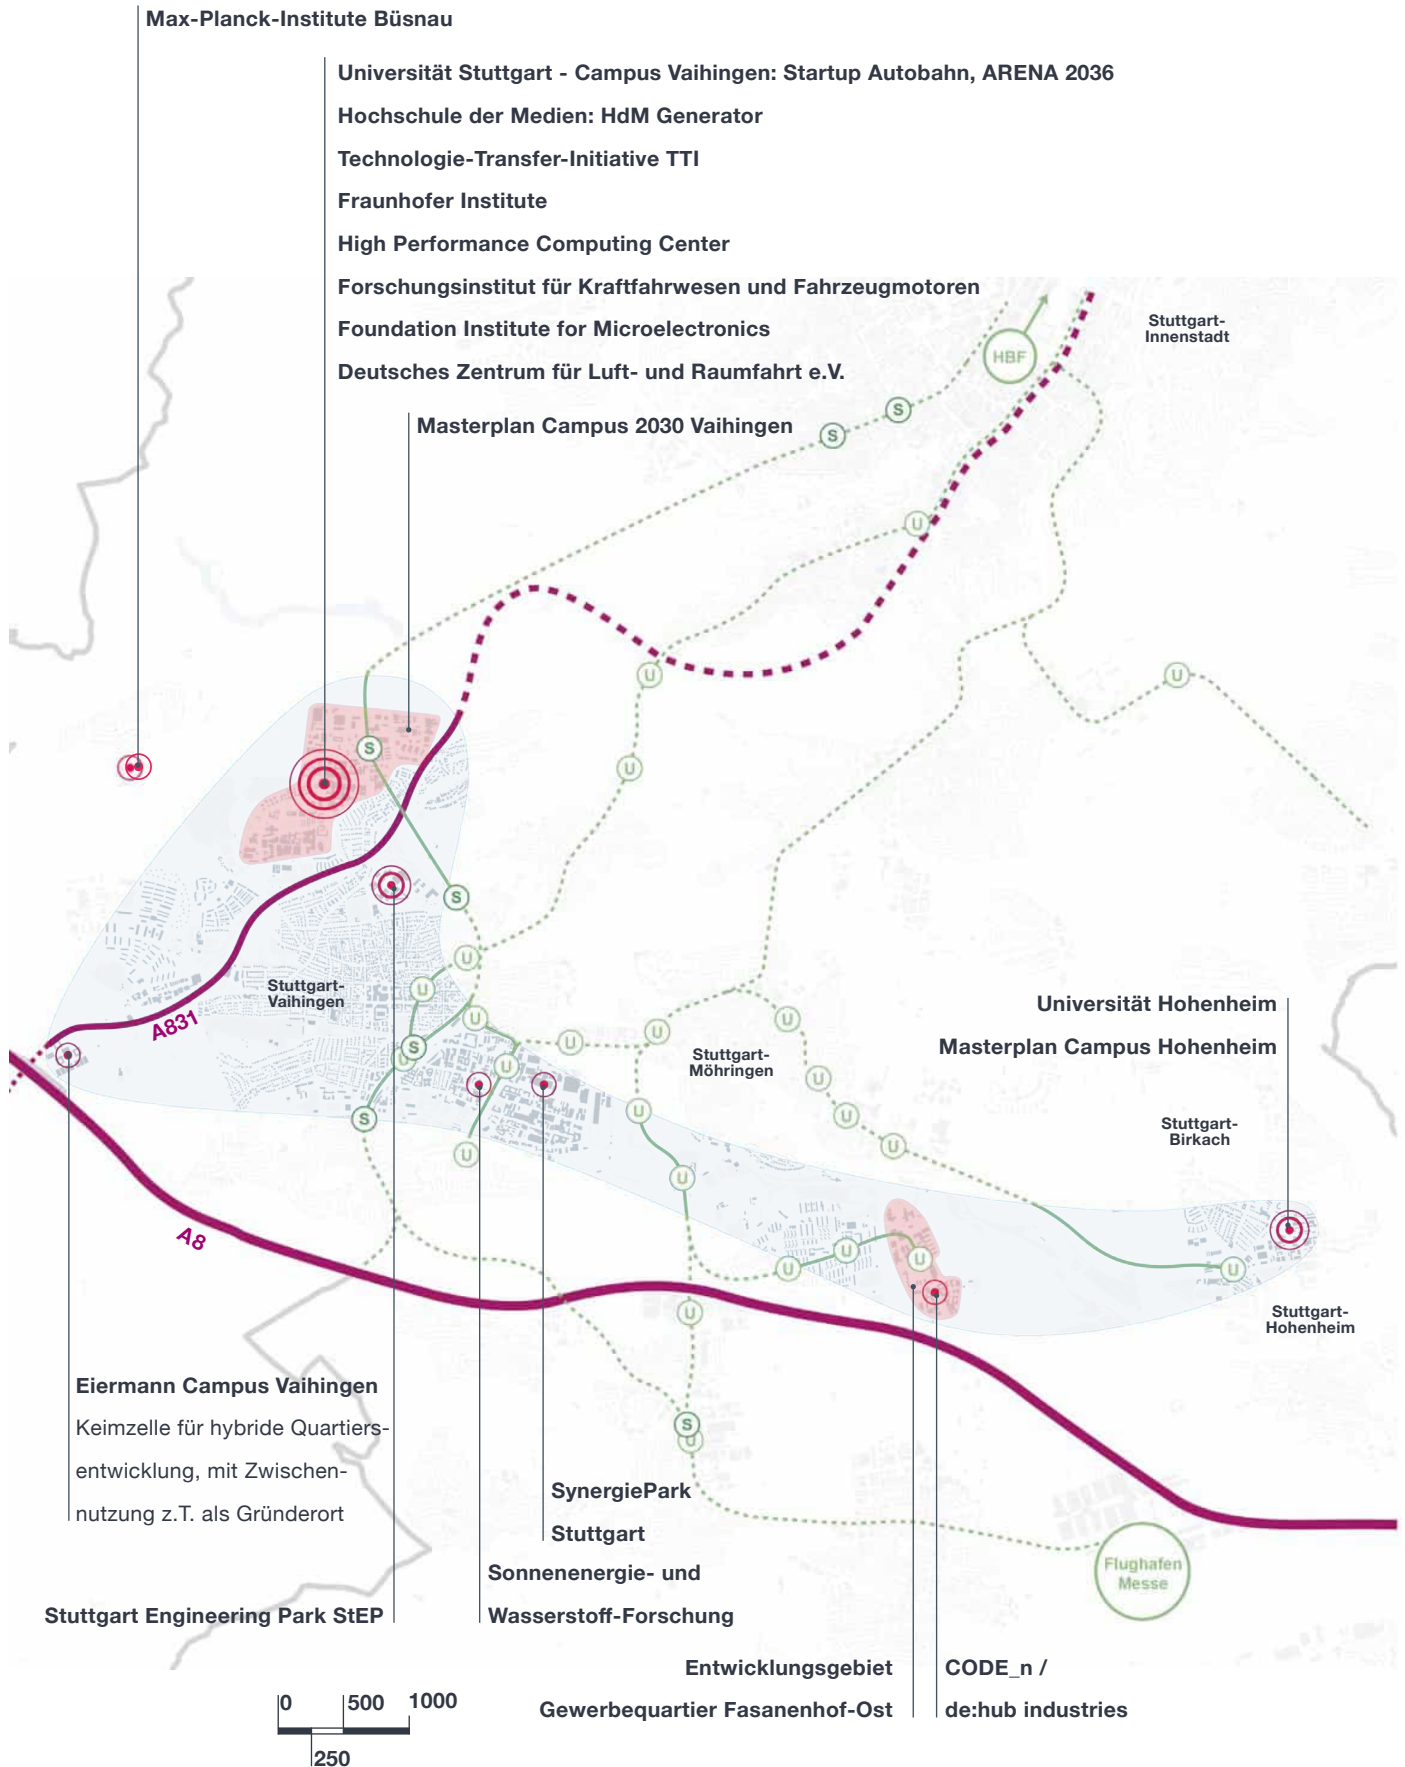 Max-Planck-Institute Büsnau
Universität Stuttgart - Campus Vaihingen: Startup Autobahn, ARENA 2036
Hochschule der Medien: HdM Generator
Technologie-Transfer-Initiative TTI
Fraunhofer Institute
High Performance Computing Center
Forschungsinstitut für Kraftfahrwesen und Fahrzeugmotoren
Foundation Institute for Microelectronics
Deutsches Zentrum für Luft- und Raumfahrt e.V.
Stuttgart-
Innenstadt
HBF
S
S
Masterplan Campus 2030 Vaihingen
U
U
U
S
U
S
U
U
Stuttgart-
Vaihingen
U
U
U
A831
U
S
U
U
Stuttgart-
Möhringen
Universität Hohenheim
Masterplan Campus Hohenheim
U
U
U
S
U
U
U
U
Stuttgart-
Birkach
A8
U
U
U
U
U
Stuttgart-
Hohenheim
Eiermann Campus Vaihingen
Keimzelle für hybride Quartiers-
entwicklung, mit Zwischen-
nutzung z.T. als Gründerort
S
U
SynergiePark
Stuttgart
Flughafen
Messe
Sonnenenergie- und
Wasserstoff-Forschung
Stuttgart Engineering Park StEP
Entwicklungsgebiet
Gewerbequartier Fasanenhof-Ost
CODE_n /
de:hub industries
0 500 1000
250